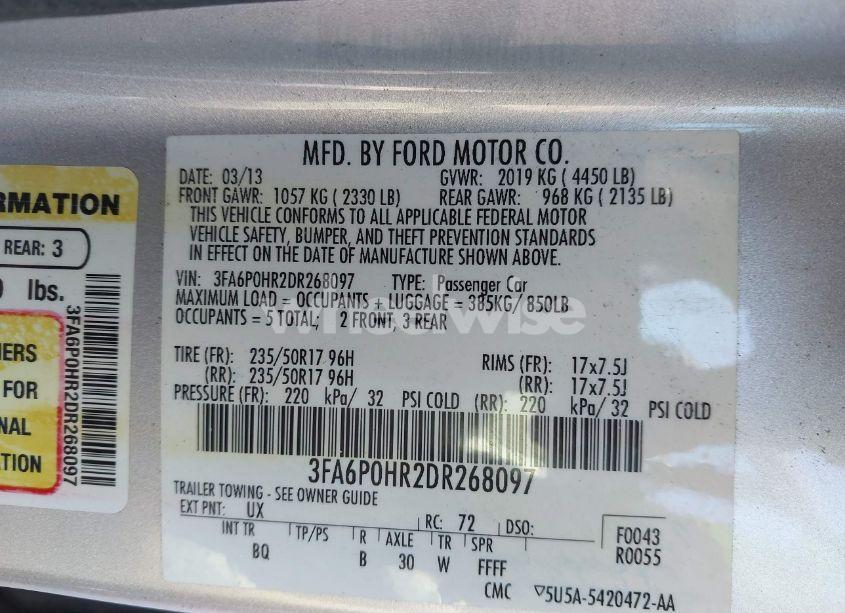 RMATION
REAR: 3
lbs.
3FA6P0HR2DR268097
ERS
FOR
NAL
MFD. BY FORD MOTOR CO.
DATE: 03/13 GVWR: 2019 KG ( 4450 LB)
FRONT GAWR: 1057 KG ( 2330 LB) REAR GAWR: 968 KG ( 2135 LB)
THIS VEHICLE CONFORMS TO ALL APPLICABLE FEDERAL MOTOR
VEHICLE SAFETY, BUMPER, AND THEFT PREVENTION STANDARDS
IN EFFECT ON THE DATE OF MANUFACTURE SHOWN ABOVE.
VIN: 3FA6P0HR2DR268097 TYPE: Passenger Car
MAXIMUM LOAD = OCCUPANTS + LUGGAGE = 385KG/ 850LB
OCCUPANTS = 5 TOTAL; 2 FRONT, 3 REAR
wheelwise
TIRE (FR): 235/50R17 96H RIMS (FR): 17x7.5J
(RR): 235/50R17 96H (RR): 17x7.5J
PRESSURE (FR): 220 kPa/ 32 PSI COLD (RR): 220 kPa/ 32 PSI COLD
3FA6P0HR2DR268097
TRAILER TOWING - SEE OWNER GUIDE
EXT PNT: UX RC: 72 DSO: F0043
INT TR TP/PS R AXLE TR SPR R0055
BQ B 30 W FFFF
CMC ▽5U5A-5420472-AA